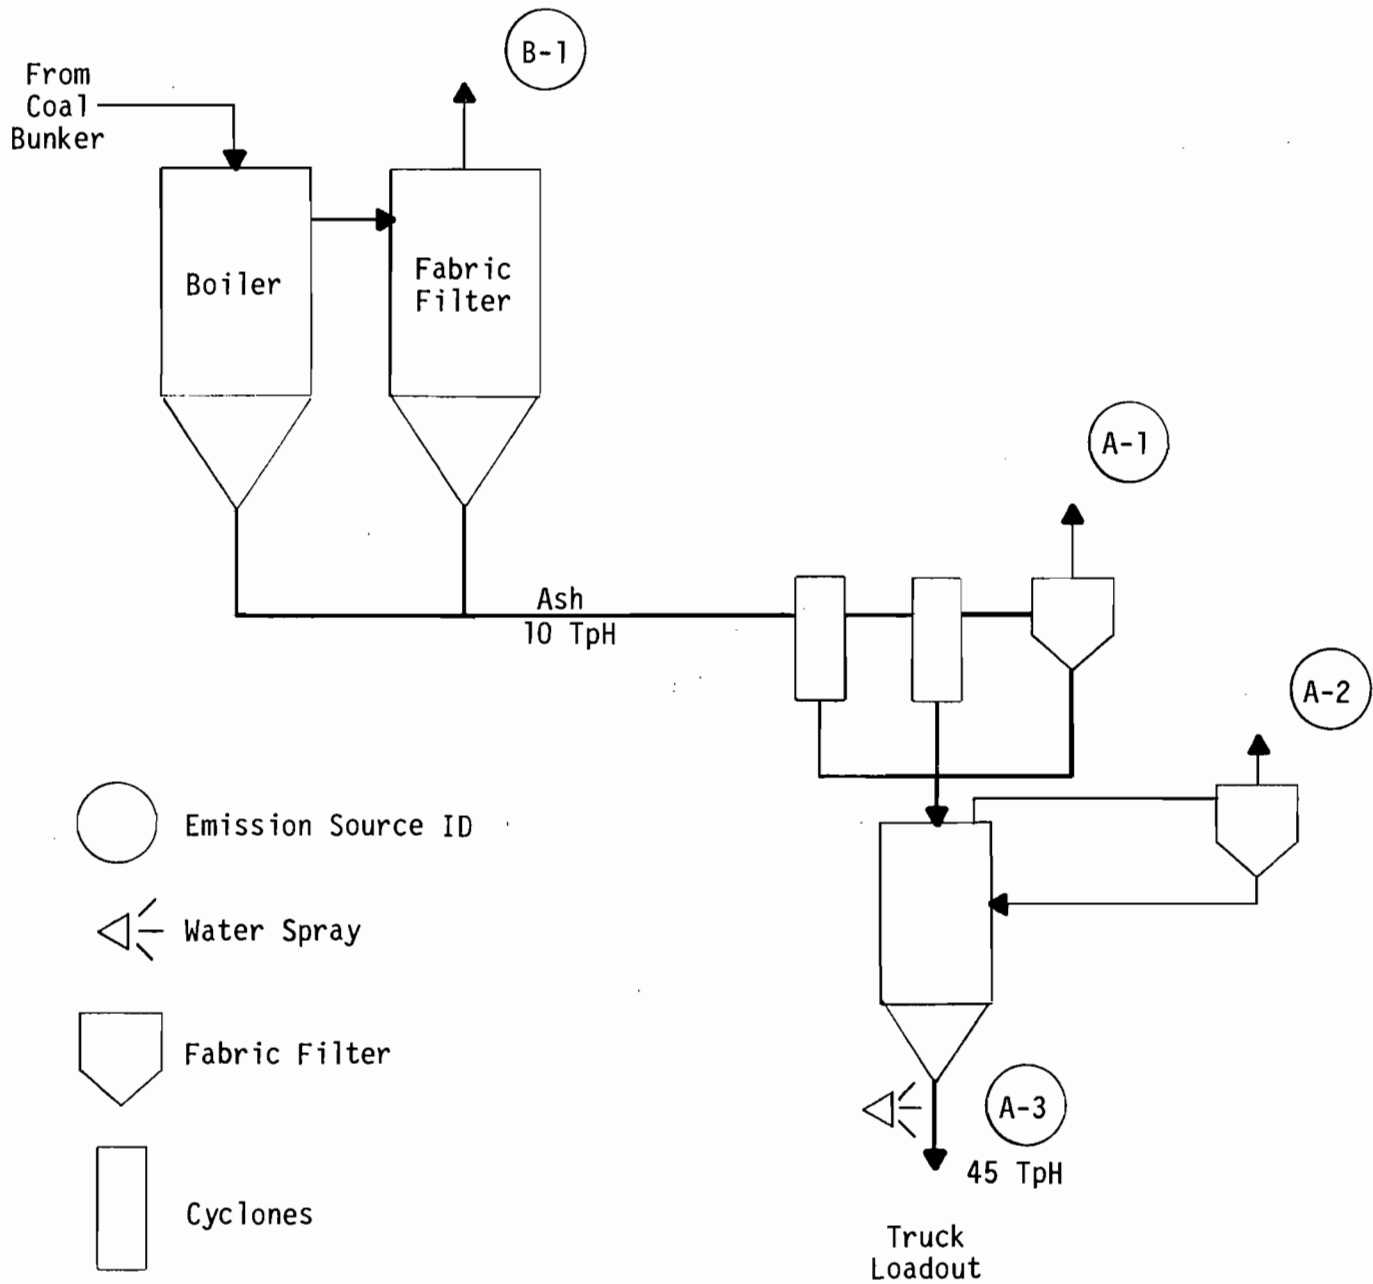 B-1
From
Coal
Bunker
Boiler
Fabric
Filter
A-1
Ash
10 TpH
A-2
Emission Source ID
Water Spray
Fabric Filter
A-3
45 TpH
Cyclones
Truck
Loadout